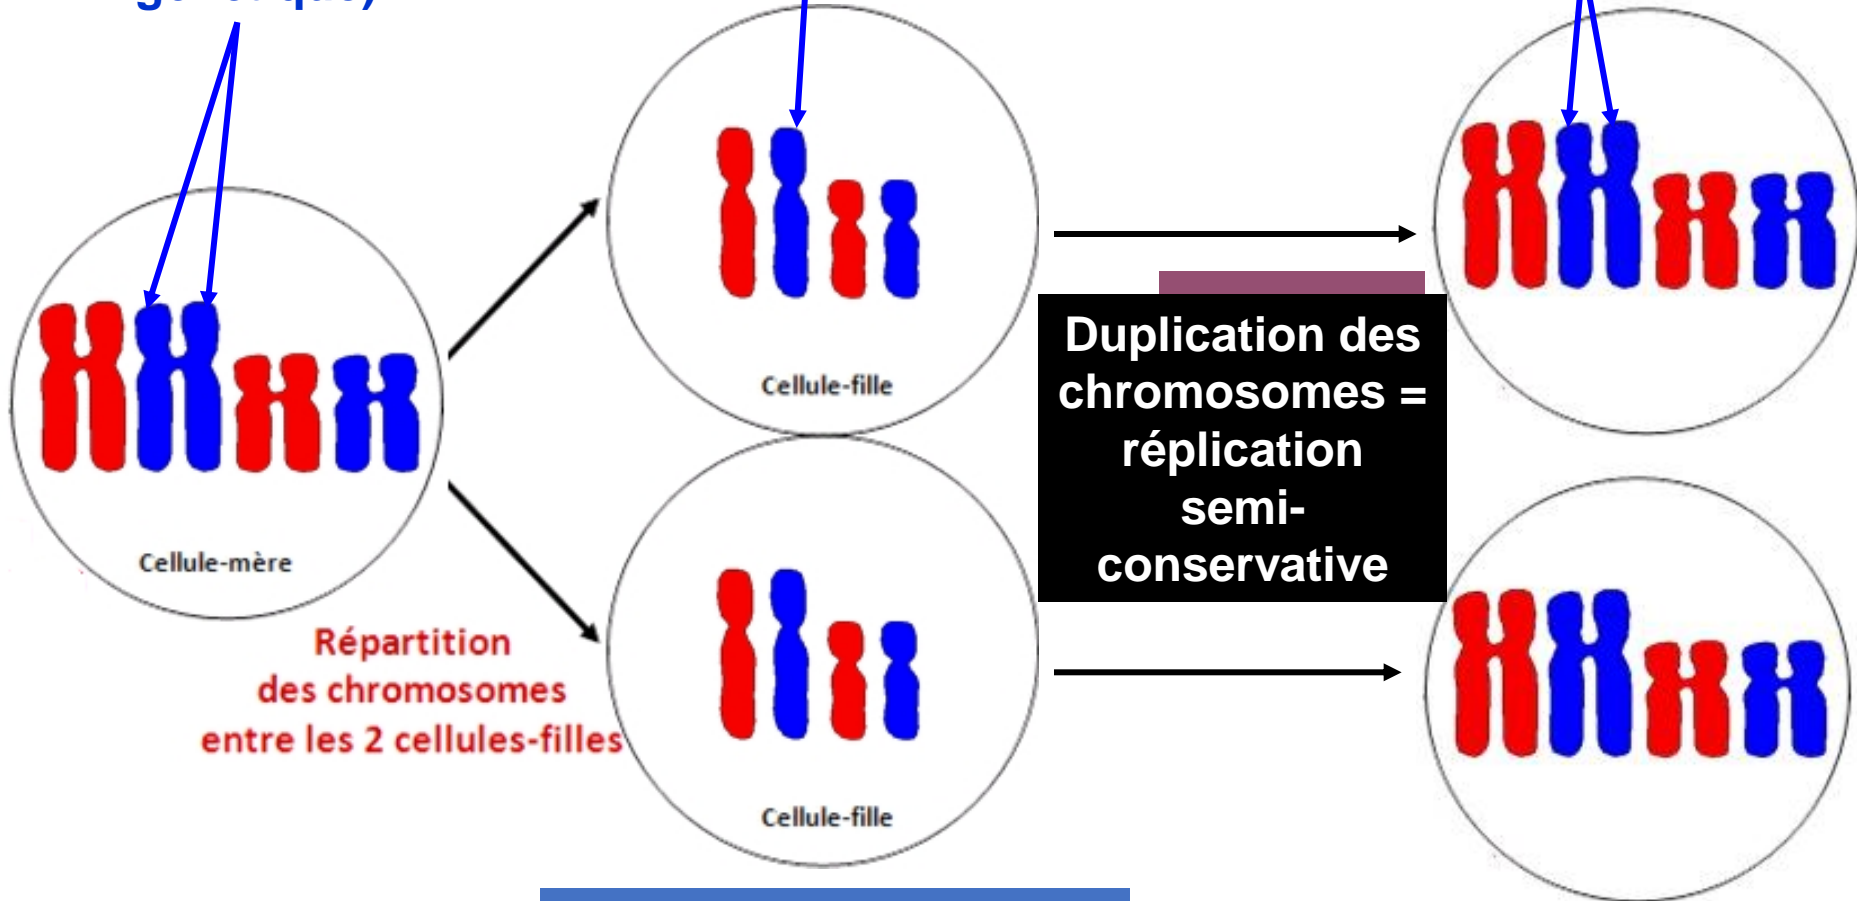 Cellule-fille
Duplication des
chromosomes =
réplication
semi-
conservative
Cellule-mère
Répartition
des chromosomes
entre les 2 cellules-filles
Cellule-fille